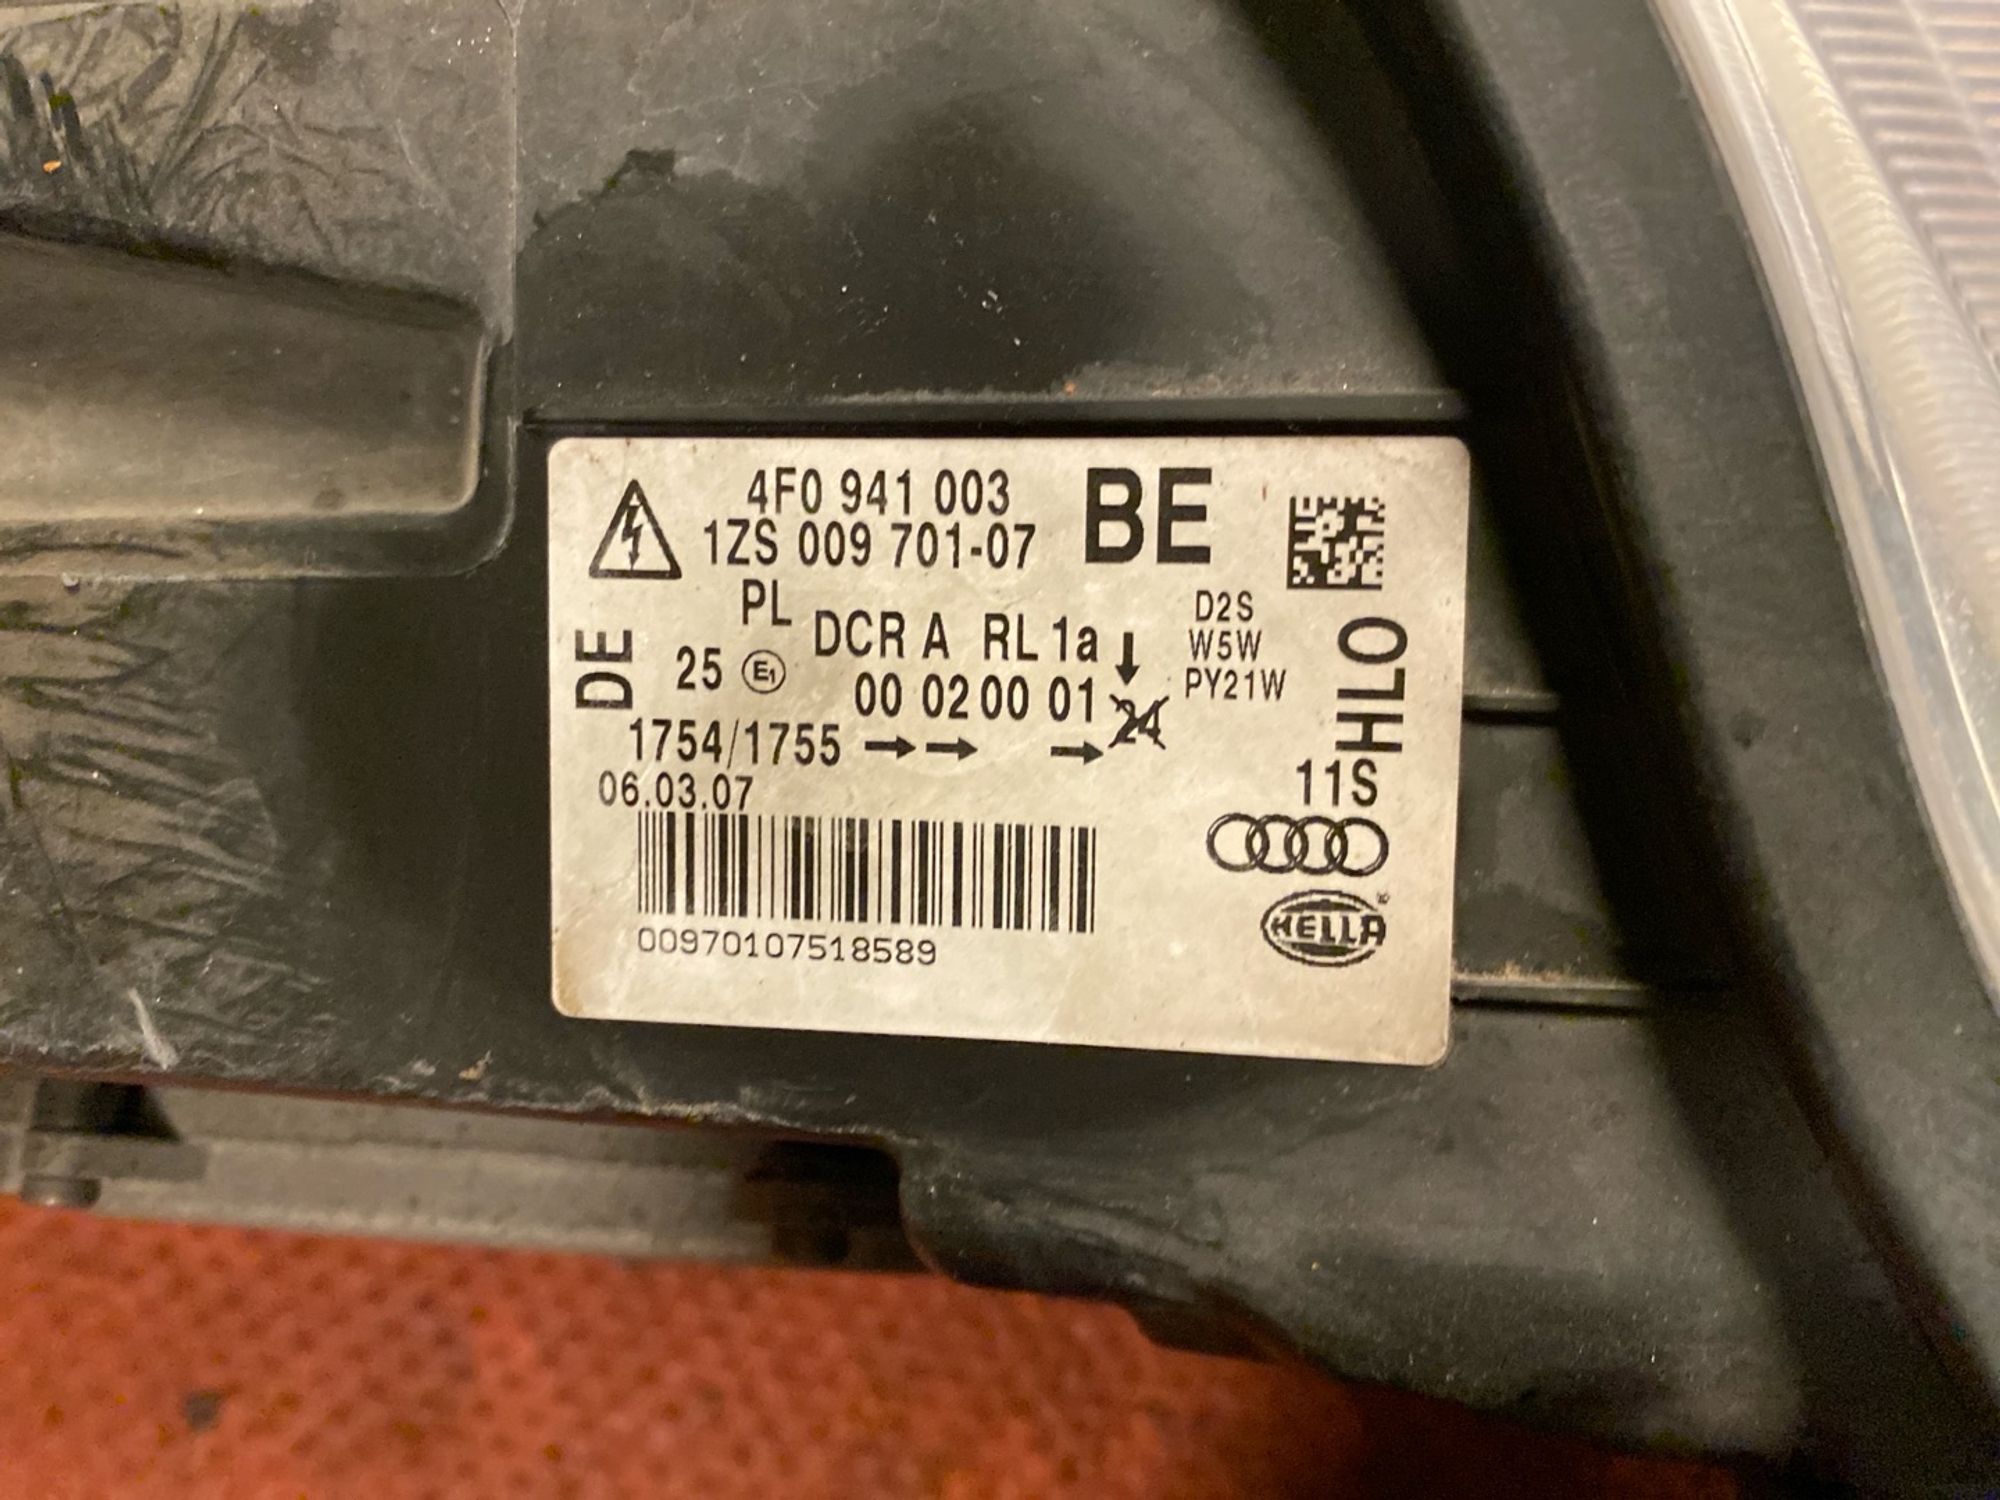 4F0 941 003 BE
1ZS 009 701-07
PL
DCR A RL 1a ↓
D2S
W5W
PY21W
DE
25 E1
00 02 00 01 24
1754/1755 → → →
HLO
11S
06.03.07
00970107518589
HELLA®